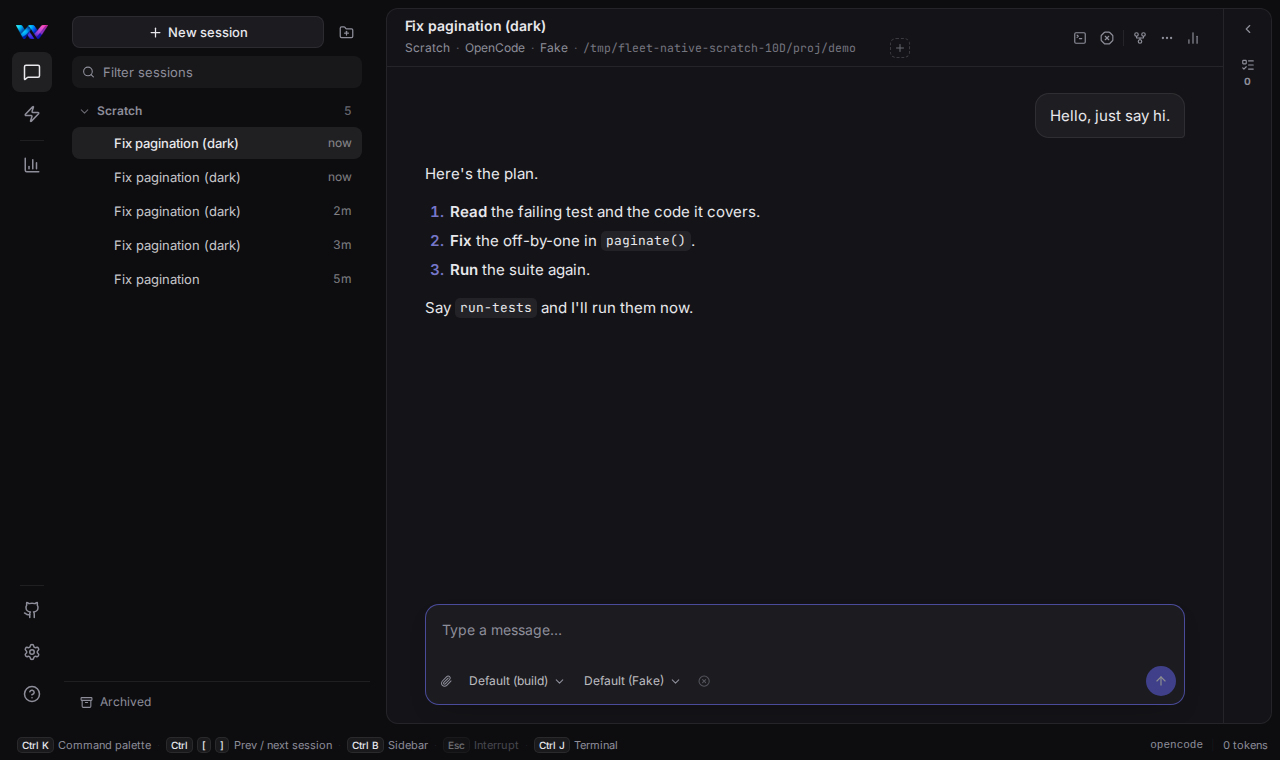 New session
Filter sessions
Scratch 5
Fix pagination (dark) now
Fix pagination (dark) now
Fix pagination (dark) 2m
Fix pagination (dark) 3m
Fix pagination 5m
Archived
Fix pagination (dark)
Scratch · OpenCode · Fake · /tmp/fleet-native-scratch-10D/proj/demo
0
Hello, just say hi.
Here's the plan.
1. Read the failing test and the code it covers.
2. Fix the off-by-one in paginate().
3. Run the suite again.
Say run-tests and I'll run them now.
Type a message...
Default (build) Default (Fake)
Ctrl K Command palette Ctrl [ ] Prev / next session Ctrl B Sidebar Esc Interrupt Ctrl J Terminal opencode 0 tokens